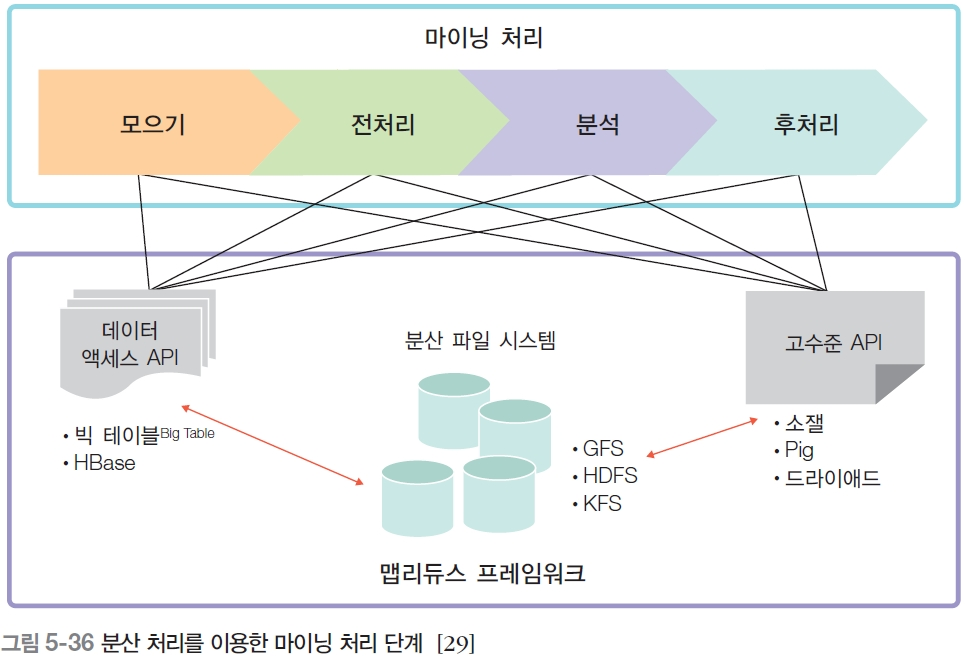 마이닝 처리
모으기
전처리
분석
후처리
데이터
액세스 API
• 빅 테이블Big Table
• HBase
분산 파일 시스템
• GFS
• HDFS
• KFS
고수준 API
• 소잴
• Pig
• 드라이애드
맵리듀스 프레임워크
그림 5-36 분산 처리를 이용한 마이닝 처리 단계 [29]